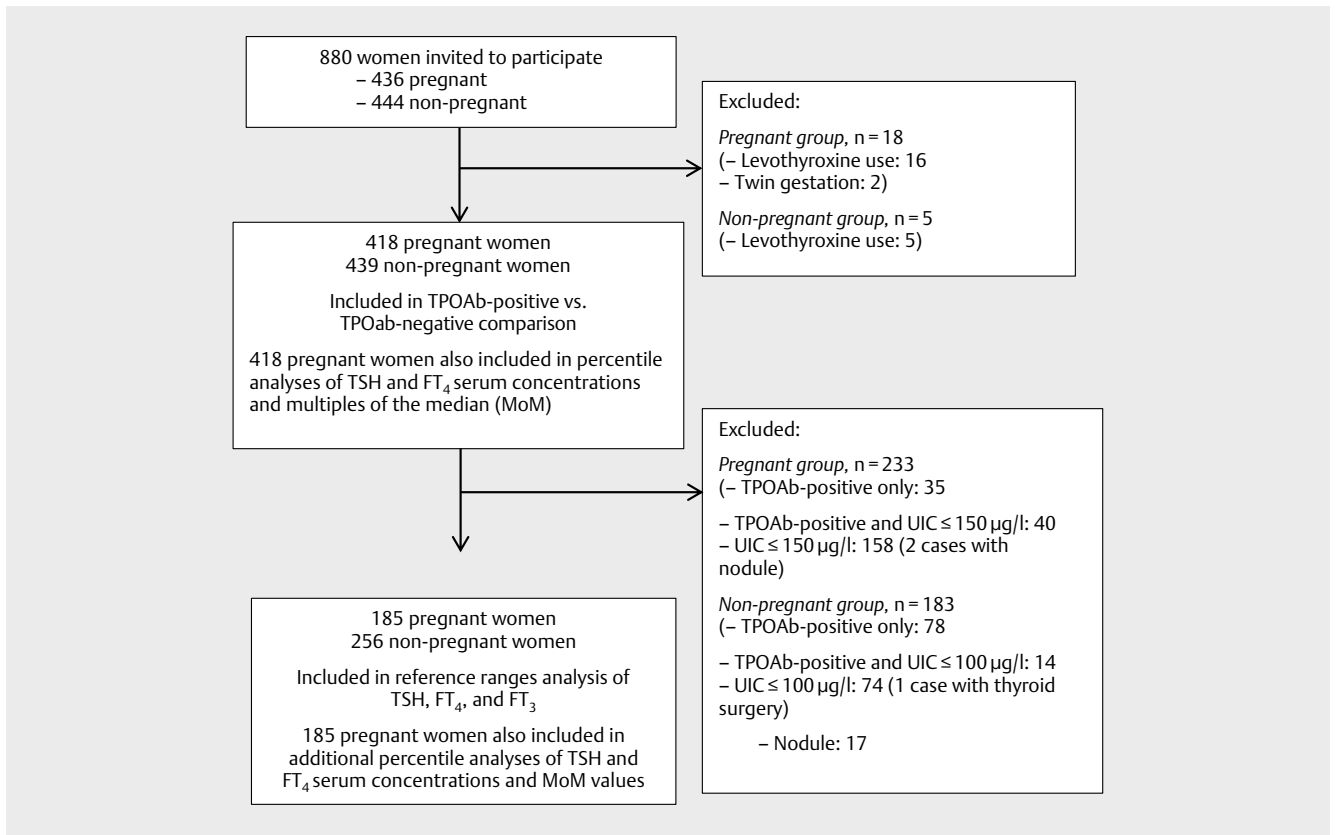 880 women invited to participate
– 436 pregnant
– 444 non-pregnant
Excluded:
Pregnant group, n = 18
(– Levothyroxine use: 16
– Twin gestation: 2)
Non-pregnant group, n = 5
(– Levothyroxine use: 5)
418 pregnant women
439 non-pregnant women
Included in TPOAb-positive vs.
TPOab-negative comparison
418 pregnant women also included in percentile
analyses of TSH and FT₄ serum concentrations
and multiples of the median (MoM)
Excluded:
Pregnant group, n = 233
(– TPOAb-positive only: 35
– TPOAb-positive and UIC ≤ 150 µg/l: 40
– UIC ≤ 150 µg/l: 158 (2 cases with
nodule)
Non-pregnant group, n = 183
(– TPOAb-positive only: 78
– TPOAb-positive and UIC ≤ 100 µg/l: 14
– UIC ≤ 100 µg/l: 74 (1 case with thyroid
surgery)
– Nodule: 17
185 pregnant women
256 non-pregnant women
Included in reference ranges analysis of
TSH, FT₄, and FT₃
185 pregnant women also included in
additional percentile analyses of TSH and
FT₄ serum concentrations and MoM values